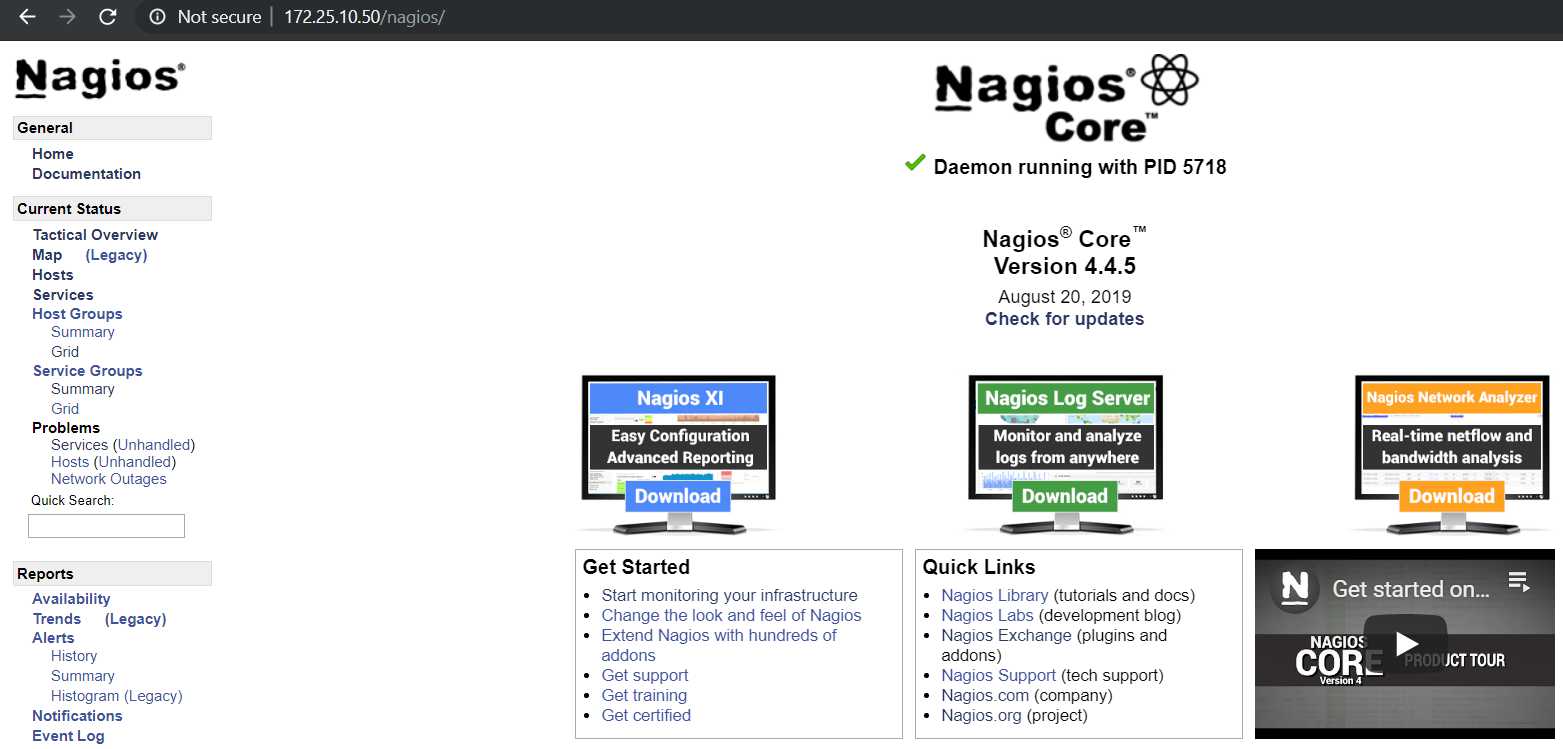 Not secure | 172.25.10.50/nagios/
Nagios®
General
Home
Documentation
Current Status
Tactical Overview
Map (Legacy)
Hosts
Services
Host Groups
Summary
Grid
Service Groups
Summary
Grid
Problems
Services (Unhandled)
Hosts (Unhandled)
Network Outages
Quick Search:
Reports
Availability
Trends (Legacy)
Alerts
History
Summary
Histogram (Legacy)
Notifications
Event Log
Nagios®
Core™
Daemon running with PID 5718
Nagios® Core™
Version 4.4.5
August 20, 2019
Check for updates
Nagios XI
Easy Configuration
Advanced Reporting
Download
Nagios Log Server
Monitor and analyze
logs from anywhere
Download
Nagios Network Analyzer
Real-time netflow and
bandwidth analysis
Download
Get Started
Start monitoring your infrastructure
Change the look and feel of Nagios
Extend Nagios with hundreds of
addons
Get support
Get training
Get certified
Quick Links
Nagios Library (tutorials and docs)
Nagios Labs (development blog)
Nagios Exchange (plugins and
addons)
Nagios Support (tech support)
Nagios.com (company)
Nagios.org (project)
N
Get started on...
NAGIOS
CORE
Version 4
PRODUCT TOUR